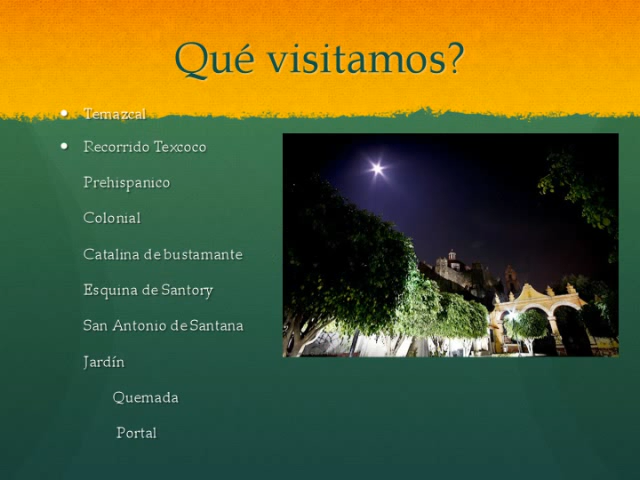 Qué visitamos?
• Temazcal
• Recorrido Texcoco
Prehispanico
Colonial
Catalina de bustamante
Esquina de Santory
San Antonio de Santana
Jardín
Quemada
Portal